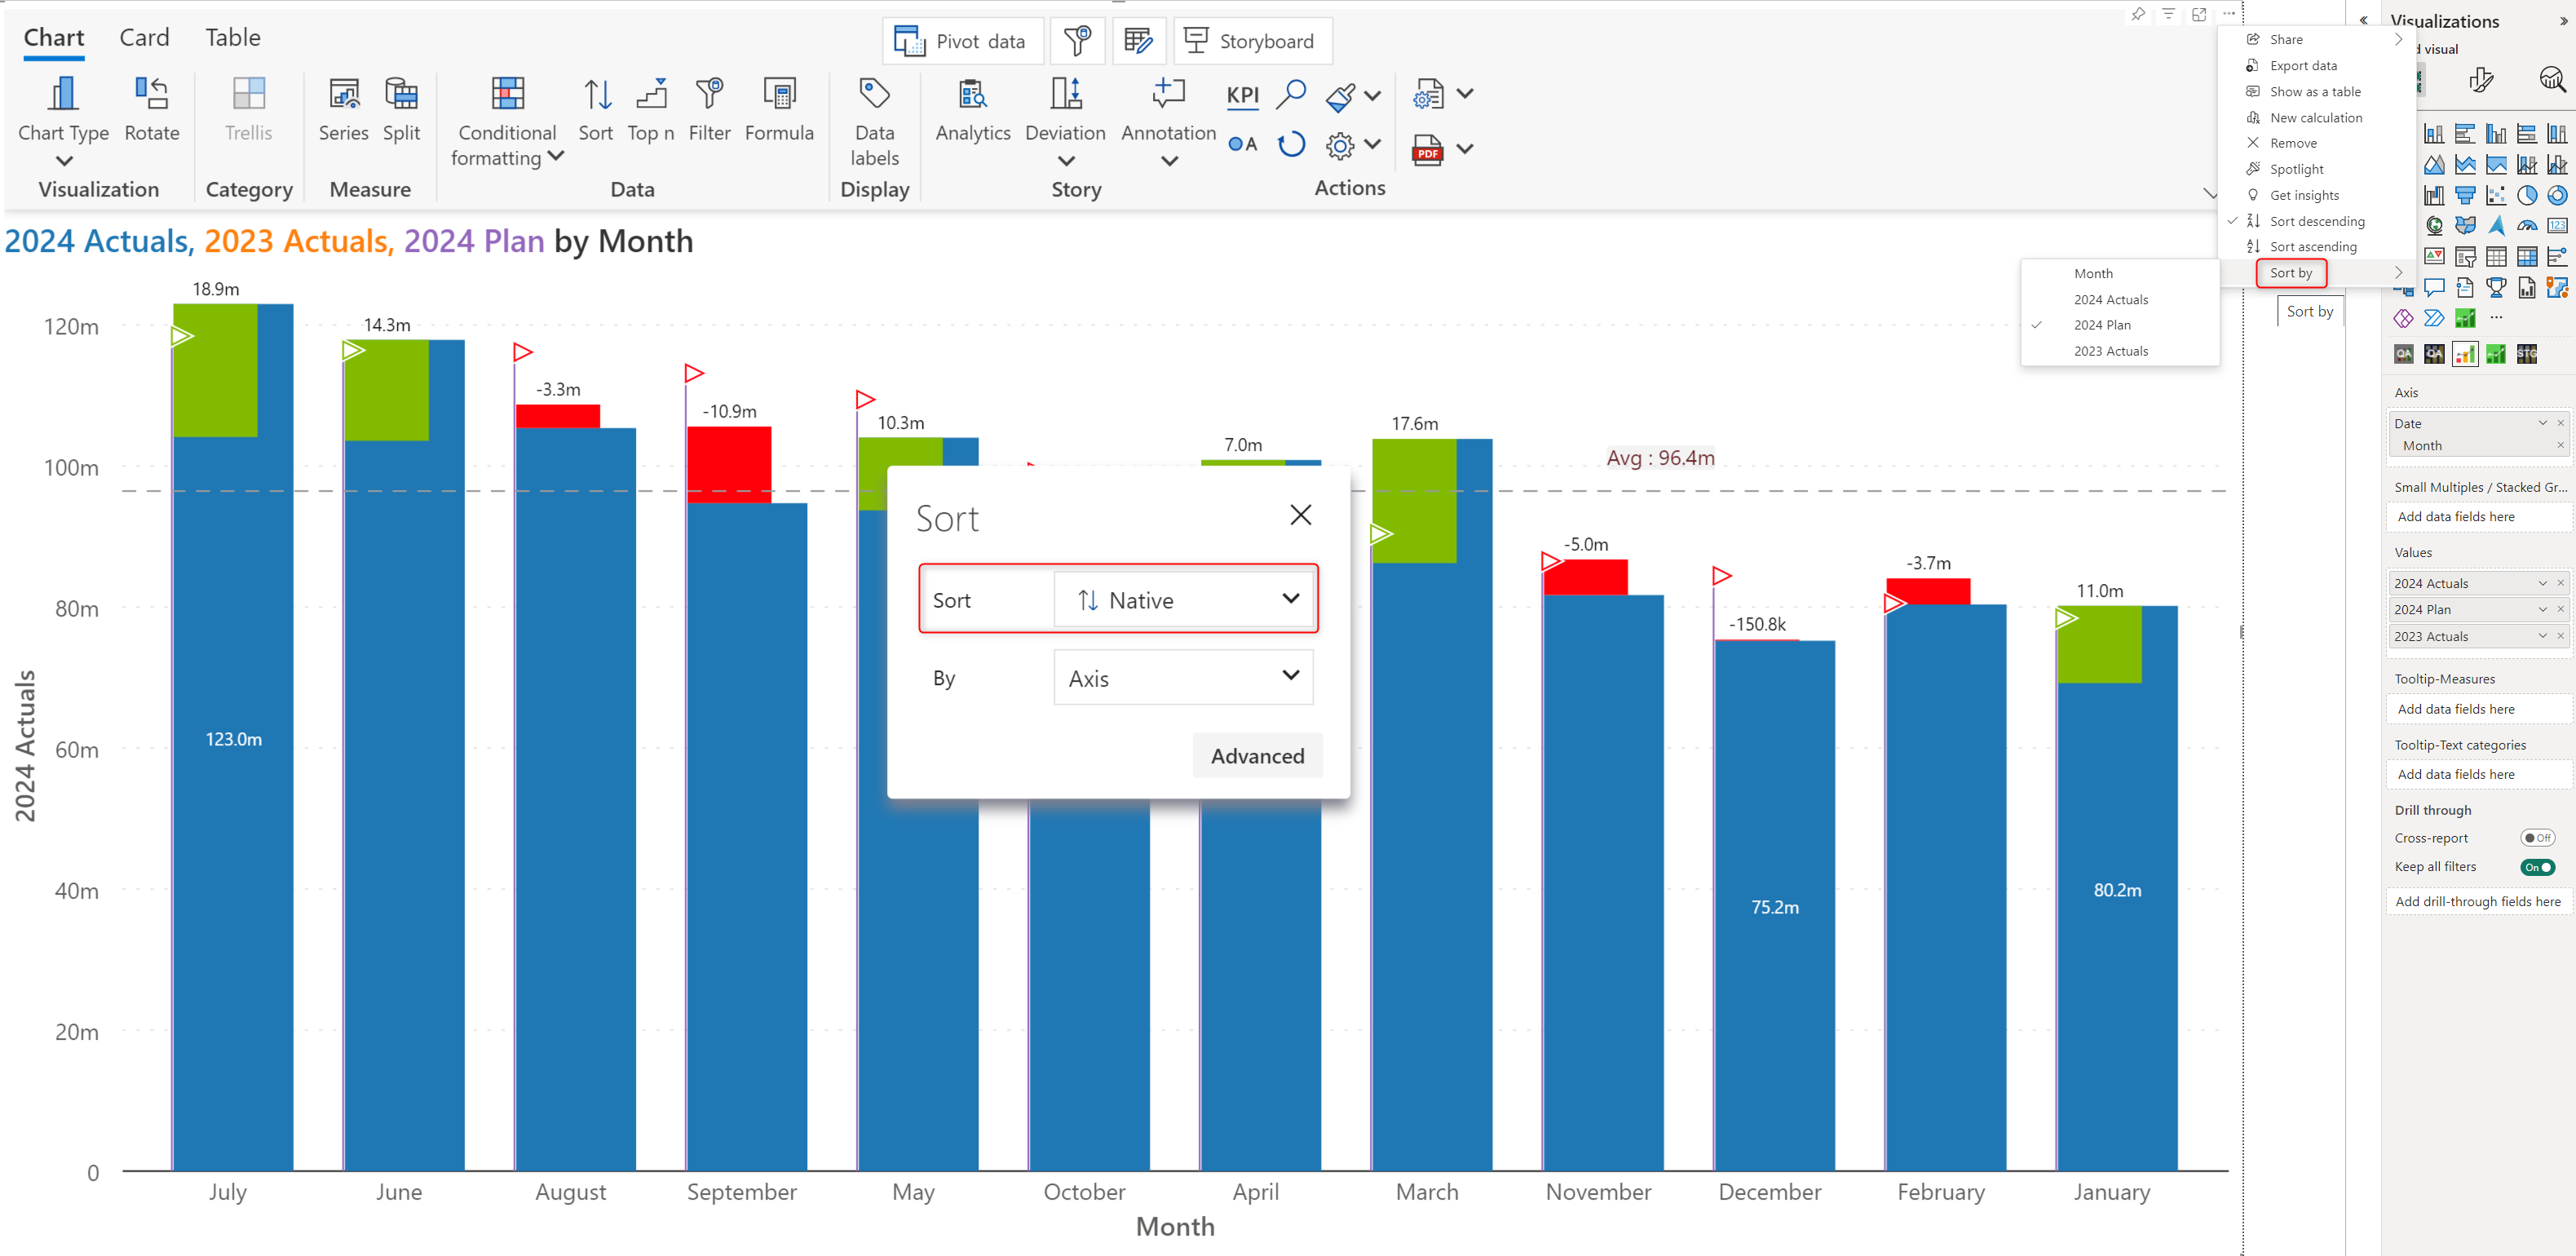 Chart Card Table
Pivot data
Storyboard
Chart Type
Rotate
Trellis
Series
Split
Conditional
formatting
Sort
Top n
Filter
Formula
Data
labels
Analytics
Deviation
Annotation
KPI
A
PDF
Visualization
Category
Measure
Data
Display
Story
Actions
2024 Actuals, 2023 Actuals, 2024 Plan by Month
2024 Actuals
120m
100m
80m
60m
40m
20m
0
18.9m
14.3m
-3.3m
-10.9m
10.3m
7.0m
17.6m
-5.0m
-150.8k
-3.7m
11.0m
Avg : 96.4m
123.0m
75.2m
80.2m
July
June
August
September
May
October
April
March
November
December
February
January
Month
Sort
Sort
Native
By
Axis
Advanced
Share
Export data
Show as a table
New calculation
Remove
Spotlight
Get insights
Sort descending
Sort ascending
Sort by
Month
2024 Actuals
2024 Plan
2023 Actuals
Sort by
Visualizations
d visual
123
QA
QA
STG
Axis
Date
Month
Small Multiples / Stacked Gr...
Add data fields here
Values
2024 Actuals
2024 Plan
2023 Actuals
Tooltip-Measures
Add data fields here
Tooltip-Text categories
Add data fields here
Drill through
Cross-report
Off
Keep all filters
On
Add drill-through fields here